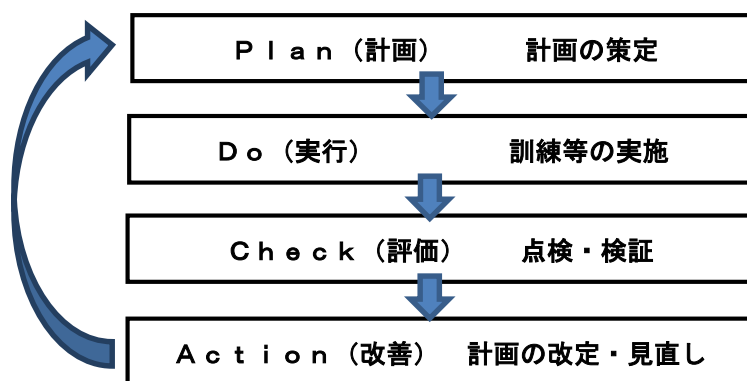 Ｐｌａｎ（計画）　計画の策定
Ｄｏ（実行）　訓練等の実施
Ｃｈｅｃｋ（評価）　点検・検証
Ａｃｔｉｏｎ（改善）　計画の改定・見直し